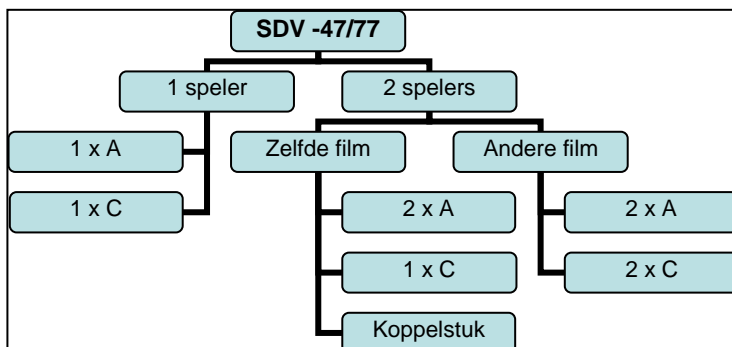 SDV -47/77
1 speler
2 spelers
1 x A
Zelfde film
Andere film
1 x C
2 x A
2 x A
1 x C
2 x C
Koppelstuk